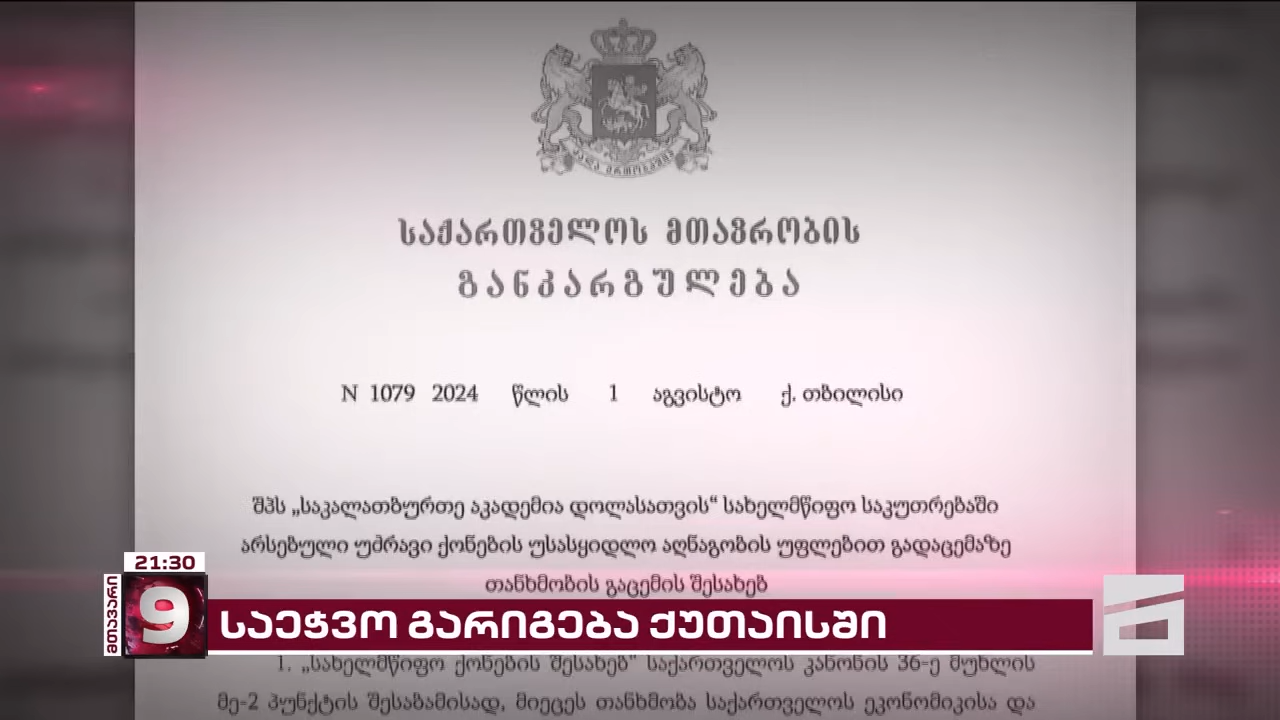 ძალა ერთობაშია
საქართველოს მთავრობის
განკარგულება
N 1079 2024 წლის 1 აგვისტო ქ. თბილისი
შპს „საკალათბურთე აკადემია დოლასათვის“ სახელმწიფო საკუთრებაში
არსებული უძრავი ქონების უსასყიდლო აღნაგობის უფლებით გადაცემაზე
თანხმობის გაცემის შესახებ
21:30
მთავარი
9
საეჭვო გარიგება ქუთაისში
1. „სახელმწიფო ქონების შესახებ“ საქართველოს კანონის 36-ე მუხლის
მე-2 პუნქტის შესაბამისად, მიეცეს თანხმობა საქართველოს ეკონომიკისა და